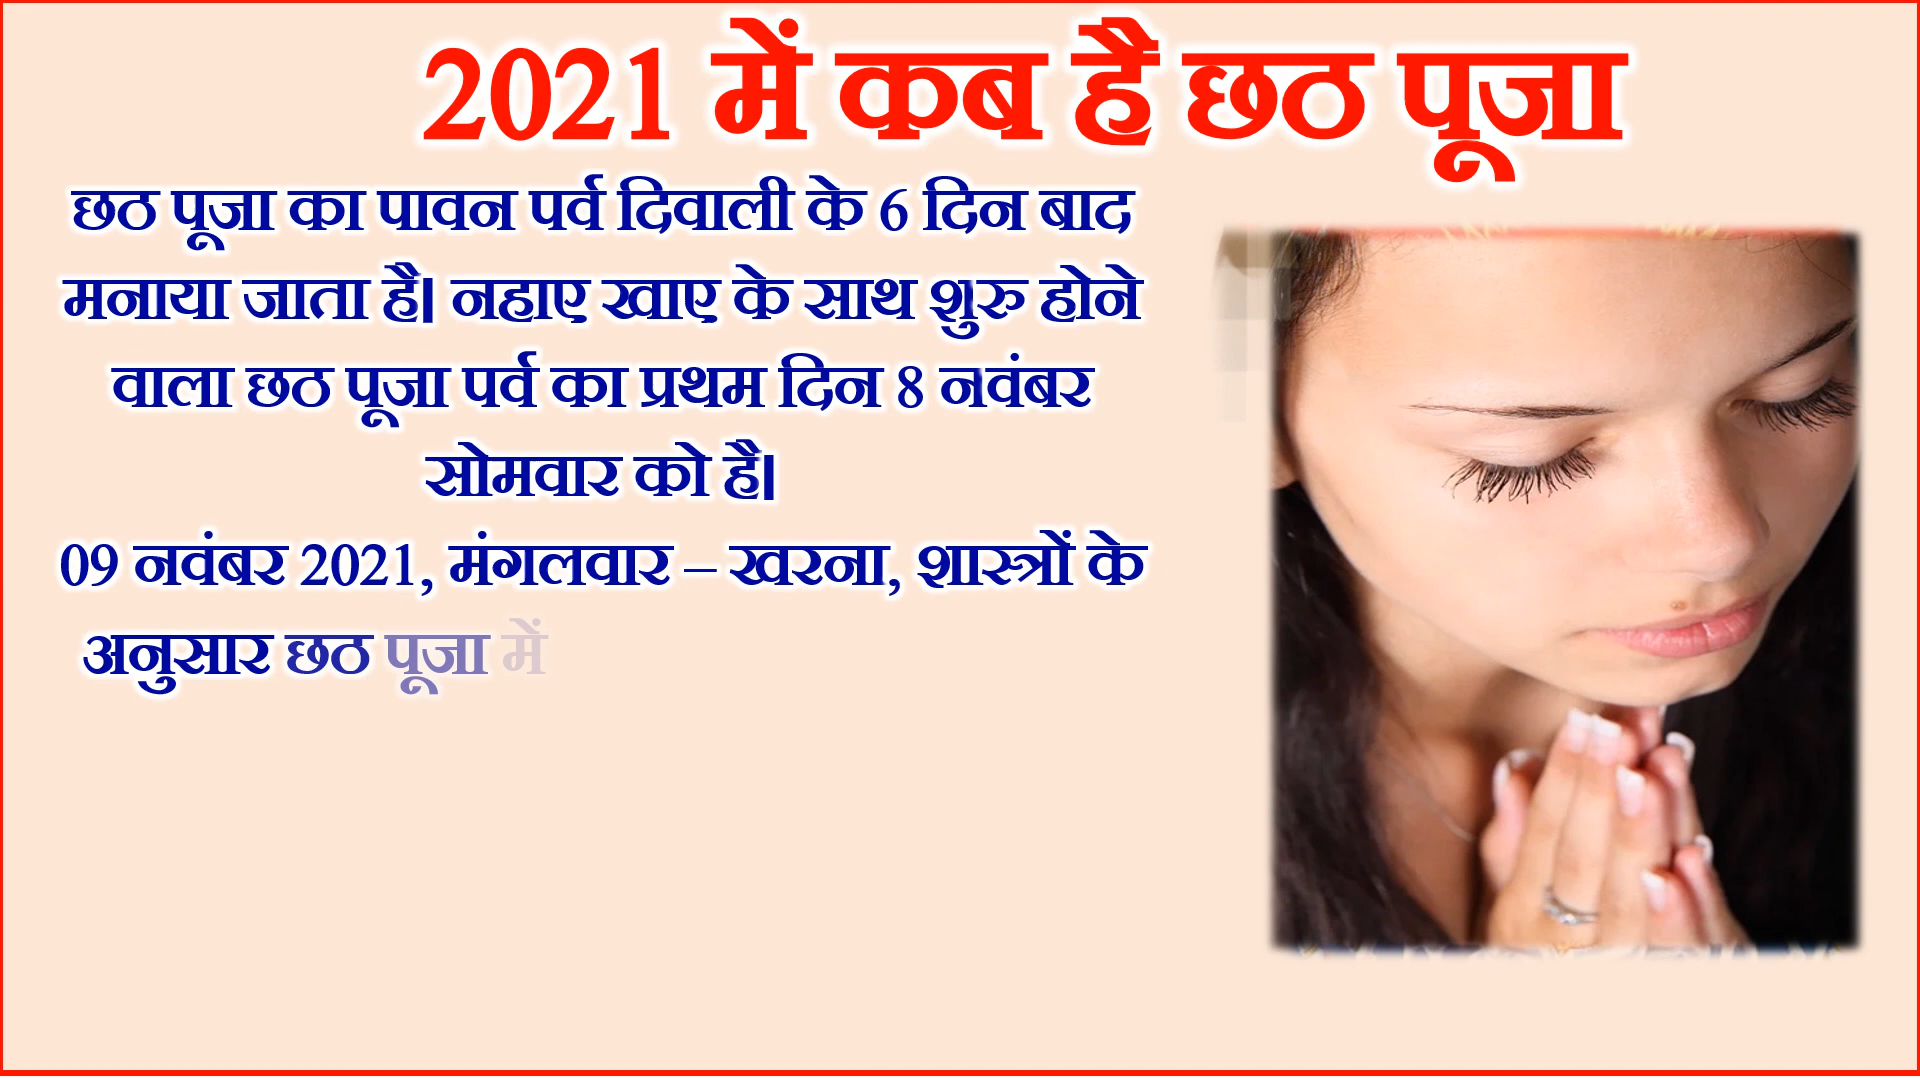 2021 में कब है छठ पूजा
छठ पूजा का पावन पर्व दिवाली के 6 दिन बाद
मनाया जाता है। नहाए खाए के साथ शुरु होने
वाला छठ पूजा पर्व का प्रथम दिन 8 नवंबर
सोमवार को है।
09 नवंबर 2021, मंगलवार – खरना, शास्त्रों के
अनुसार छठ पूजा में